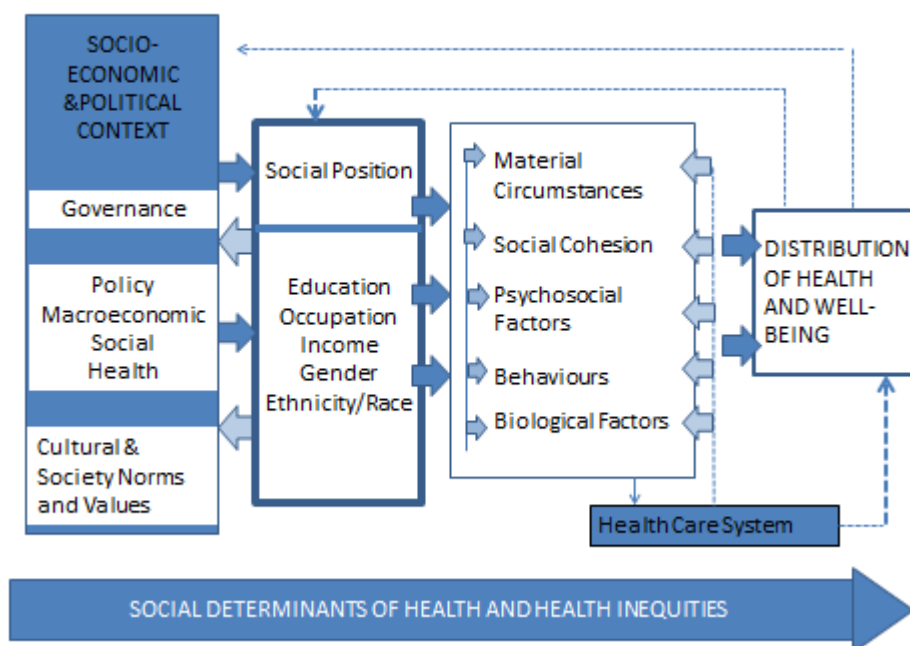 SOCIO-
ECONOMIC
&POLITICAL
CONTEXT
Governance
Policy
Macroeconomic
Social
Health
Cultural &
Society Norms
and Values
Social Position
Education
Occupation
Income
Gender
Ethnicity/Race
Material
Circumstances
Social Cohesion
Psychosocial
Factors
Behaviours
Biological Factors
Health Care System
DISTRIBUTION
OF HEALTH
AND WELL-
BEING
SOCIAL DETERMINANTS OF HEALTH AND HEALTH INEQUITIES